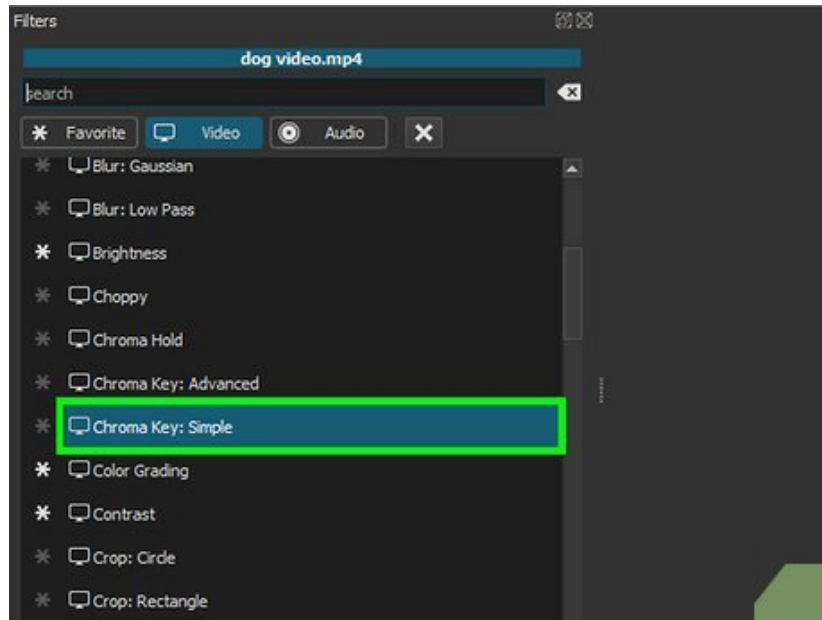 Filters
dog video.mp4
search
Favorite Video Audio
Blur: Gaussian
Blur: Low Pass
Brightness
Choppy
Chroma Hold
Chroma Key: Advanced
Chroma Key: Simple
Color Grading
Contrast
Crop: Circle
Crop: Rectangle